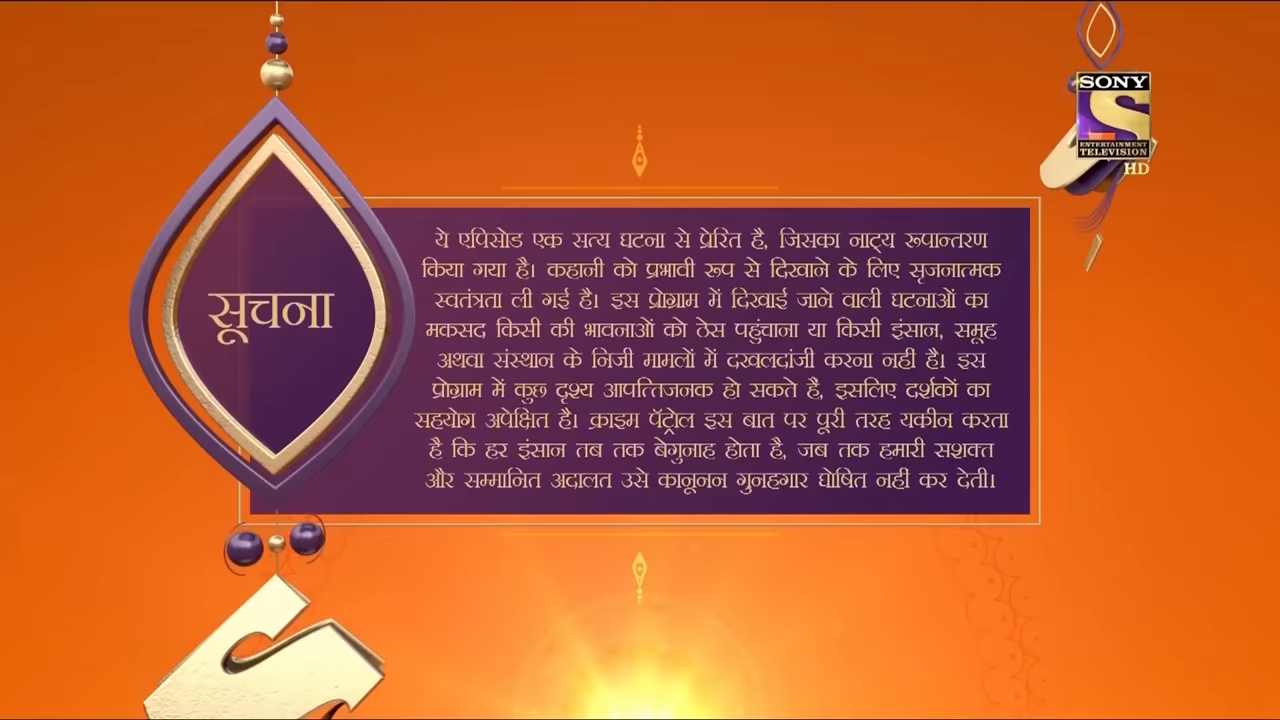 सूचना
ये एपिसोड एक सत्य घटना से प्रेरित है, जिसका नाट्य रूपान्तरण
किया गया है। कहानी को प्रभावी रूप से दिखाने के लिए सृजनात्मक
स्वतंत्रता ली गई है। इस प्रोग्राम में दिखाई जाने वाली घटनाओं का
मकसद किसी की भावनाओं को ठेस पहुंचाना या किसी इंसान, समूह
अथवा संस्थान के निजी मामलों में दखलदांजी करना नहीं है। इस
प्रोग्राम में कुछ दृश्य आपत्तिजनक हो सकते हैं, इसलिए दर्शकों का
सहयोग अपेक्षित है। क्राइम पॅट्रोल इस बात पर पूरी तरह यकीन करता
है कि हर इंसान तब तक बेगुनाह होता है, जब तक हमारी सशक्त
और सम्मानित अदालत उसे कानूनन गुनहगार घोषित नहीं कर देती।
SONY
ENTERTAINMENT
TELEVISION
HD